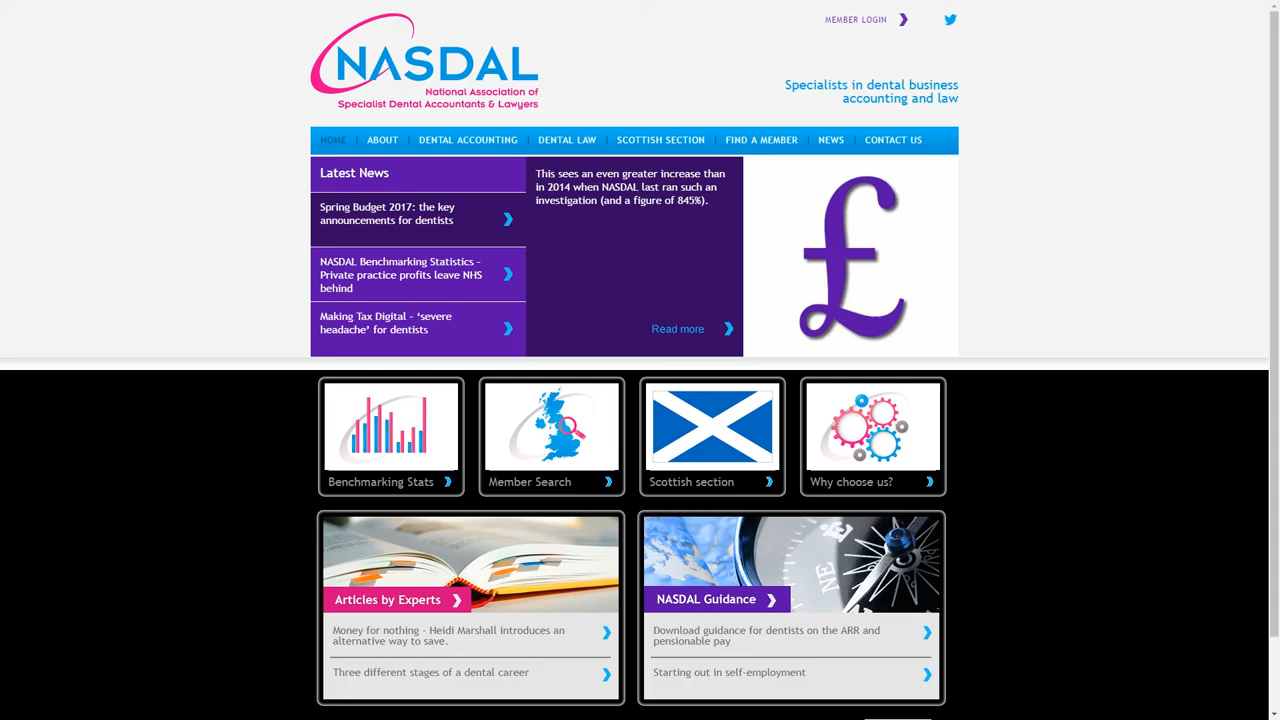 MEMBER LOGIN
NASDAL
National Association of
Specialist Dental Accountants & Lawyers
Specialists in dental business
accounting and law
HOME
ABOUT
DENTAL ACCOUNTING
DENTAL LAW
SCOTTISH SECTION
FIND A MEMBER
NEWS
CONTACT US
Latest News
Spring Budget 2017: the key
announcements for dentists
NASDAL Benchmarking Statistics –
Private practice profits leave NHS
behind
Making Tax Digital – ‘severe
headache’ for dentists
This sees an even greater increase than
in 2014 when NASDAL last ran such an
investigation (and a figure of 845%).
Read more
£
Benchmarking Stats
Member Search
Scottish section
Why choose us?
Articles by Experts
Money for nothing - Heidi Marshall introduces an
alternative way to save.
Three different stages of a dental career
NE
NASDAL Guidance
Download guidance for dentists on the ARR and
pensionable pay
Starting out in self-employment